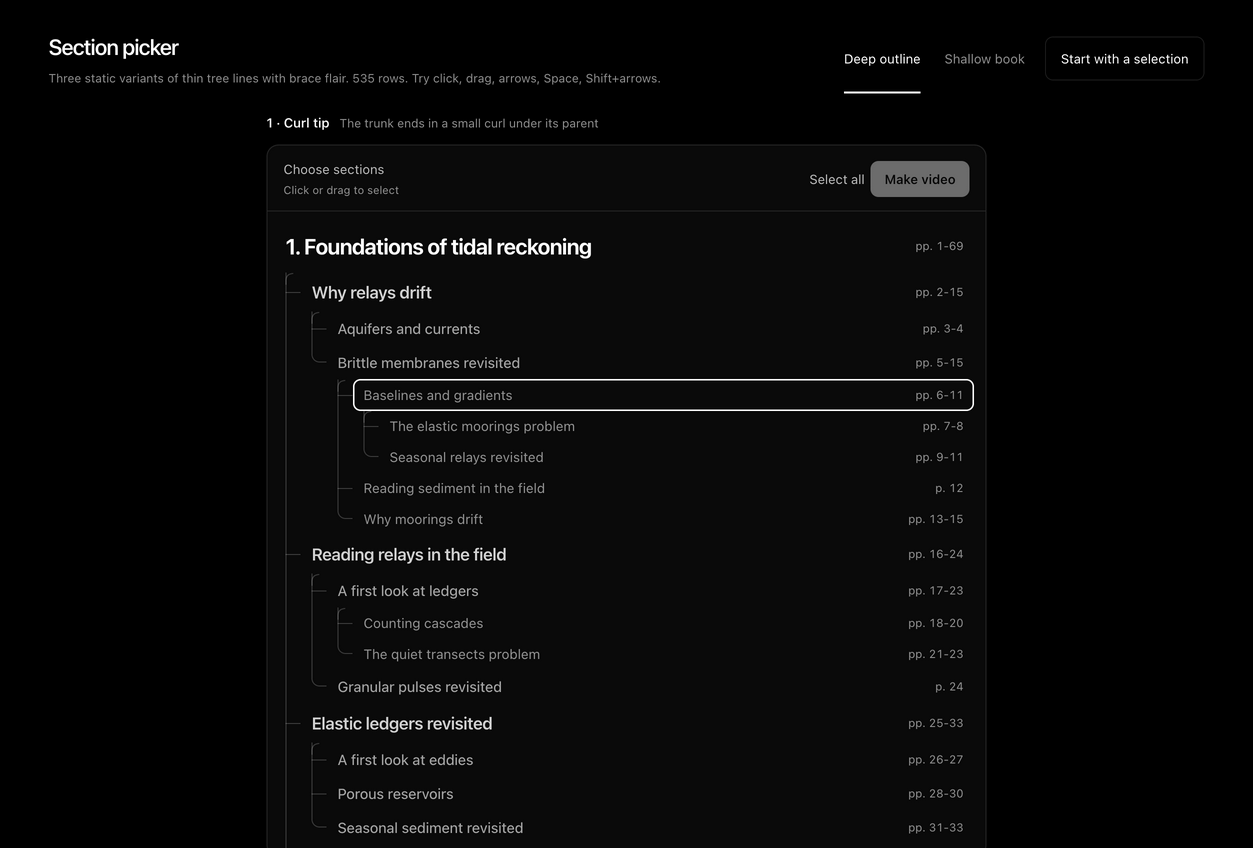 Section picker
Three static variants of thin tree lines with brace flair. 535 rows. Try click, drag, arrows, Space, Shift+arrows.
Deep outline
Shallow book
Start with a selection
1 · Curl tip The trunk ends in a small curl under its parent
Choose sections
Click or drag to select
Select all
Make video
1. Foundations of tidal reckoning pp. 1-69
Why relays drift pp. 2-15
Aquifers and currents pp. 3-4
Brittle membranes revisited pp. 5-15
Baselines and gradients pp. 6-11
The elastic moorings problem pp. 7-8
Seasonal relays revisited pp. 9-11
Reading sediment in the field p. 12
Why moorings drift pp. 13-15
Reading relays in the field pp. 16-24
A first look at ledgers pp. 17-23
Counting cascades pp. 18-20
The quiet transects problem pp. 21-23
Granular pulses revisited p. 24
Elastic ledgers revisited pp. 25-33
A first look at eddies pp. 26-27
Porous reservoirs pp. 28-30
Seasonal sediment revisited pp. 31-33